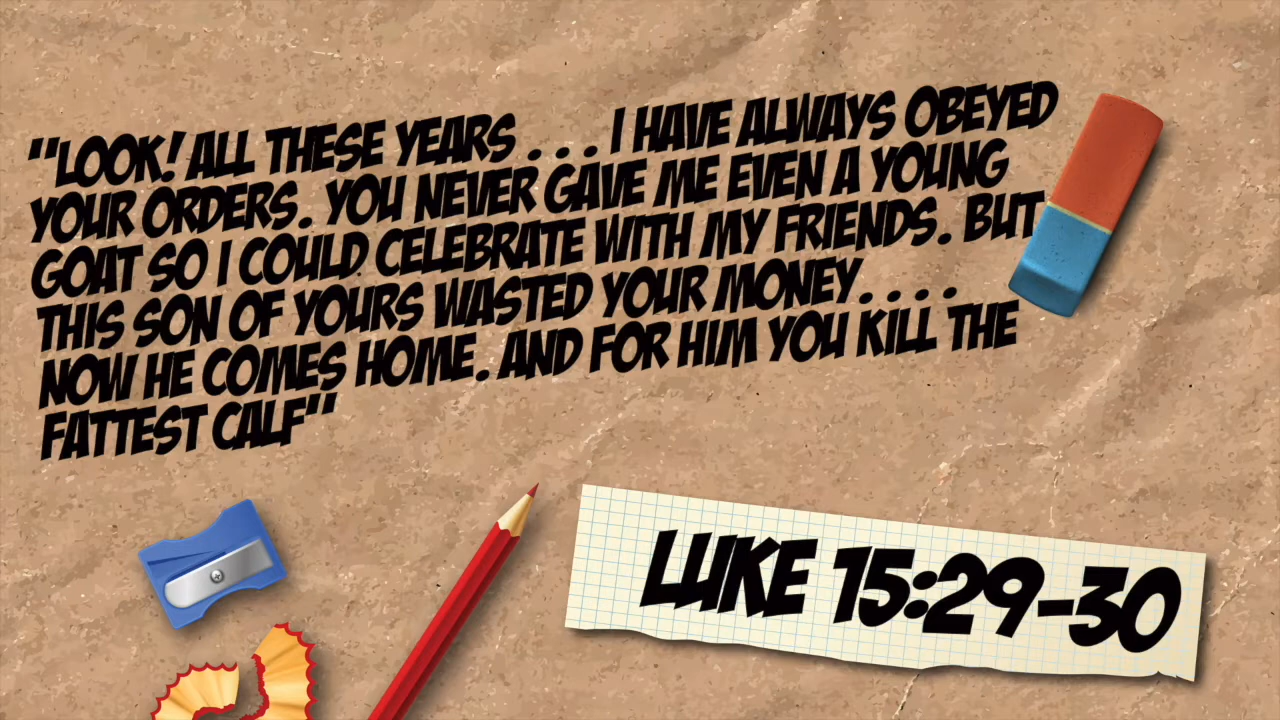 "LOOK! ALL THESE YEARS . . . I HAVE ALWAYS OBEYED
YOUR ORDERS. YOU NEVER GAVE ME EVEN A YOUNG
GOAT SO I COULD CELEBRATE WITH MY FRIENDS. BUT
THIS SON OF YOURS WASTED YOUR MONEY. . . .
NOW HE COMES HOME. AND FOR HIM YOU KILL THE
FATTEST CALF"
LUKE 15:29-30